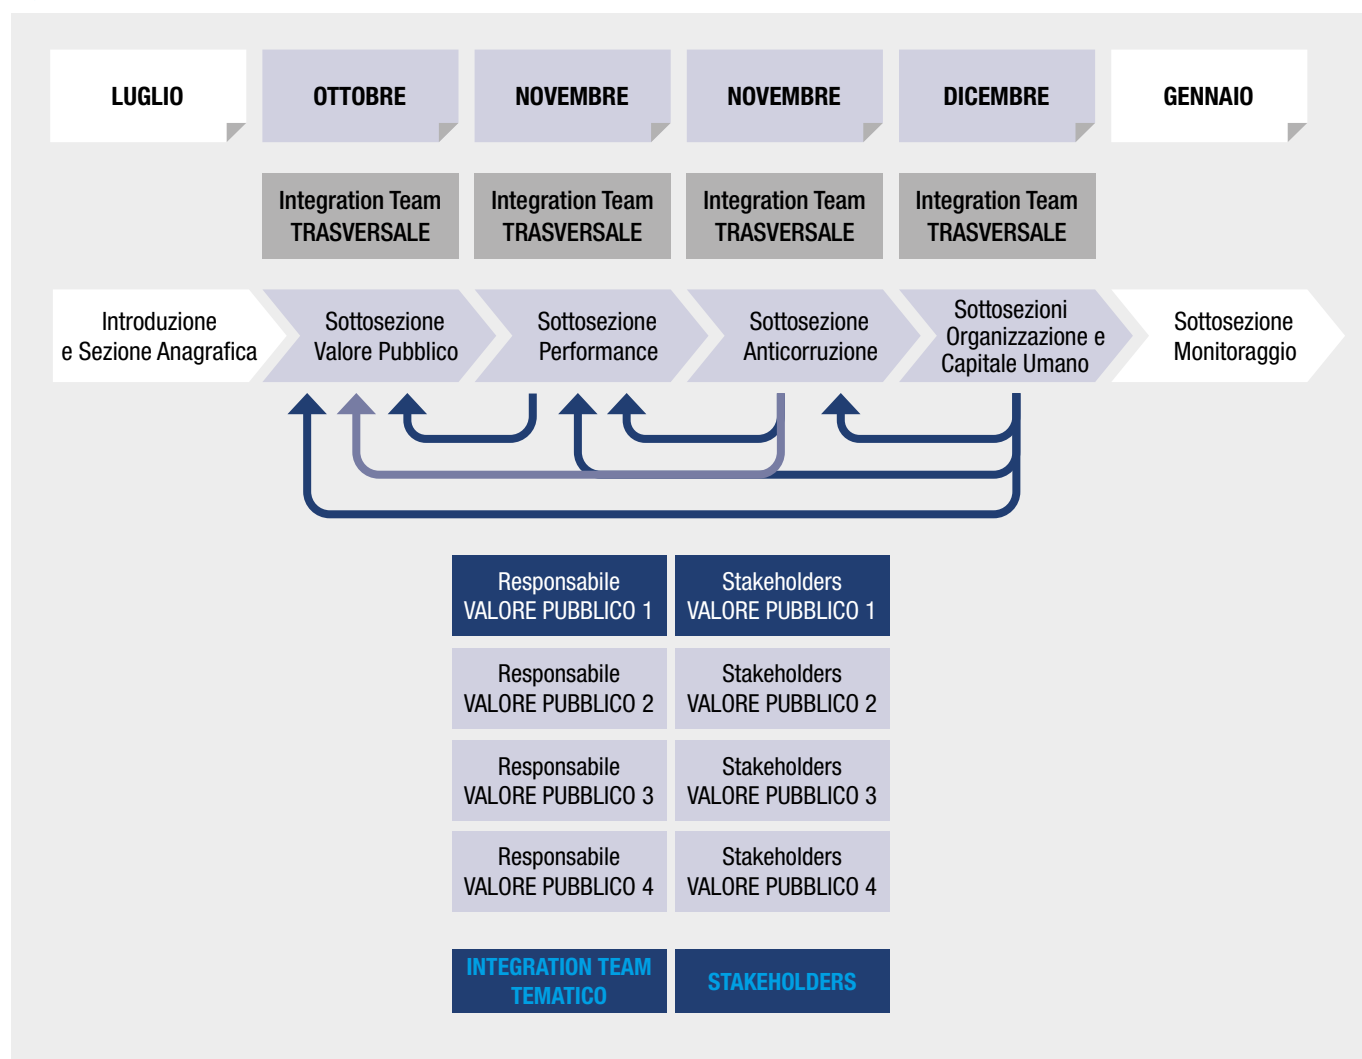 LUGLIO
OTTOBRE
NOVEMBRE
NOVEMBRE
DICEMBRE
GENNAIO
Integration Team
TRASVERSALE
Integration Team
TRASVERSALE
Integration Team
TRASVERSALE
Integration Team
TRASVERSALE
Introduzione
e Sezione Anagrafica
Sottosezione
Valore Pubblico
Sottosezione
Performance
Sottosezione
Anticorruzione
Sottosezioni
Organizzazione e
Capitale Umano
Sottosezione
Monitoraggio
Responsabile
VALORE PUBBLICO 1
Stakeholders
VALORE PUBBLICO 1
Responsabile
VALORE PUBBLICO 2
Stakeholders
VALORE PUBBLICO 2
Responsabile
VALORE PUBBLICO 3
Stakeholders
VALORE PUBBLICO 3
Responsabile
VALORE PUBBLICO 4
Stakeholders
VALORE PUBBLICO 4
INTEGRATION TEAM
TEMATICO
STAKEHOLDERS